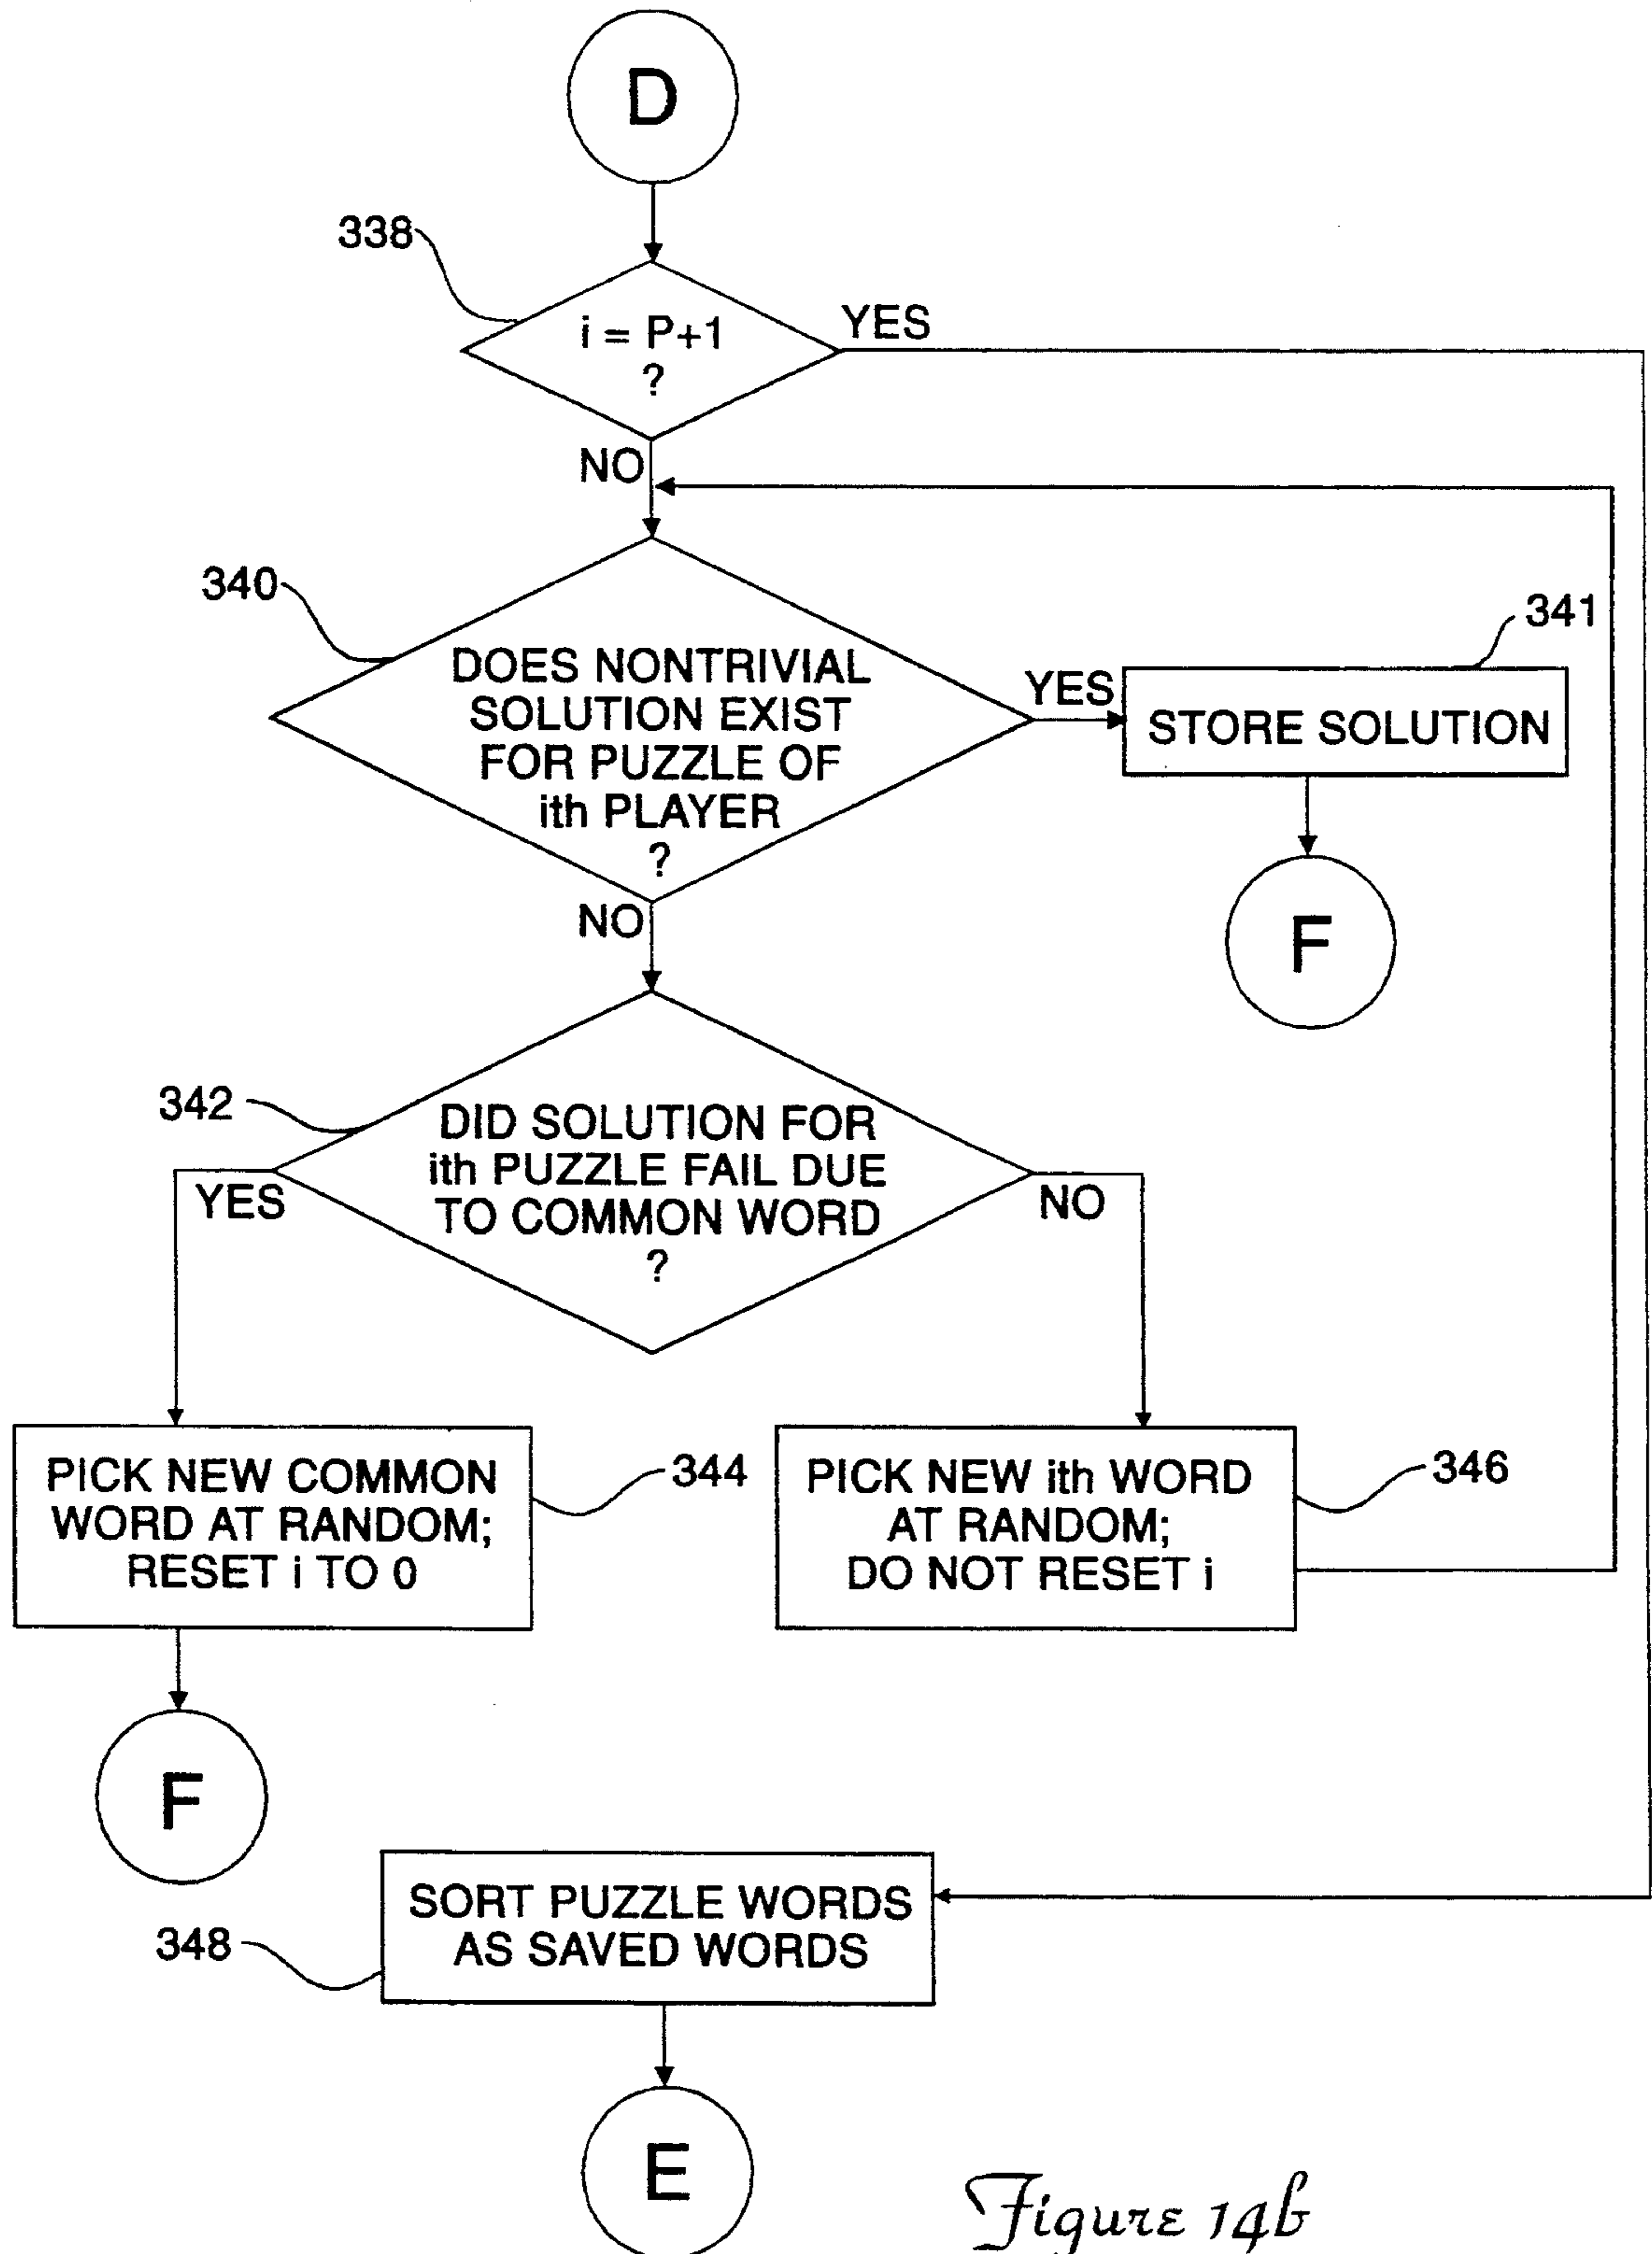 D
338
i = P+1
?
YES
NO
340
DOES NONTRIVIAL
SOLUTION EXIST
FOR PUZZLE OF
ith PLAYER
?
YES
341
STORE SOLUTION
F
NO
342
DID SOLUTION FOR
ith PUZZLE FAIL DUE
TO COMMON WORD
?
YES
NO
PICK NEW COMMON
WORD AT RANDOM;
RESET i TO 0
344
PICK NEW ith WORD
AT RANDOM;
DO NOT RESET i
346
F
SORT PUZZLE WORDS
AS SAVED WORDS
348
E
Figure 14b